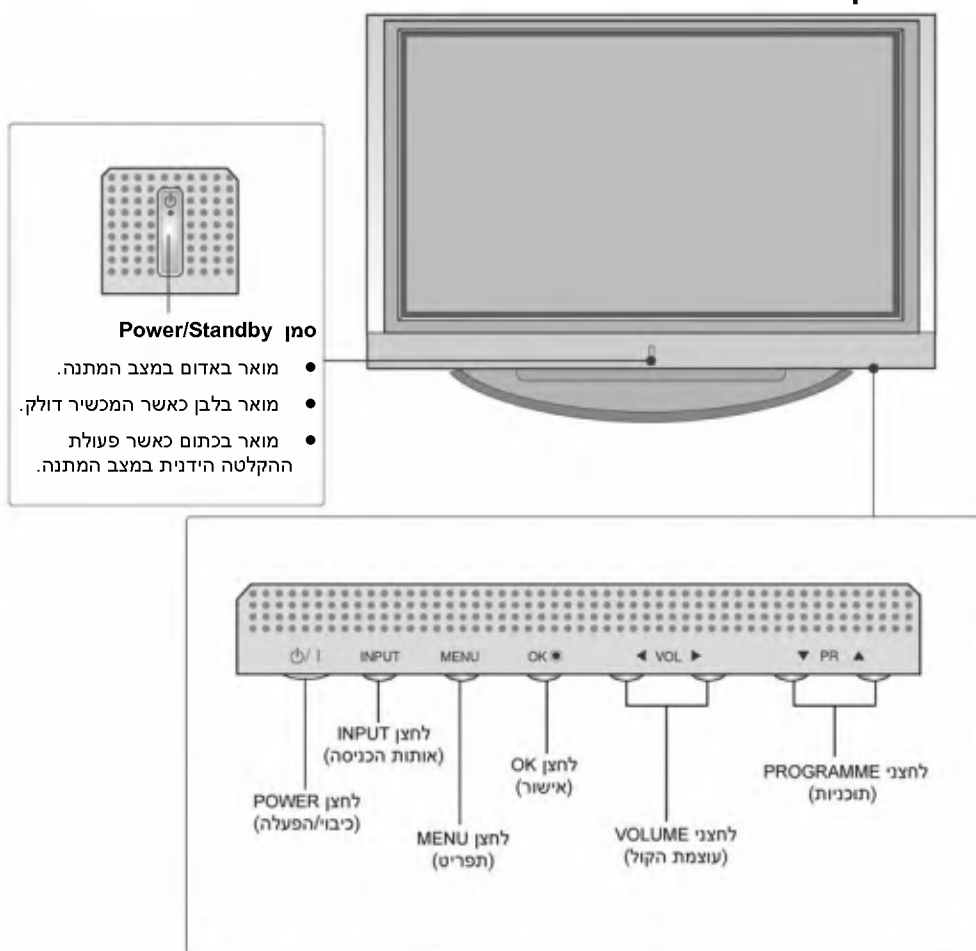 סמן Power/Standby
● מואר באדום במצב המתנה.
● מואר בלבן כאשר המכשיר דולק.
● מואר בכתום כאשר פעולת
ההקלטה הידנית במצב המתנה.
⏻/ I INPUT MENU OK ◀ VOL ▶ ▼ PR ▲
לחצן POWER
(כיבוי/הפעלה)
לחצן INPUT
(אותות הכניסה)
לחצן MENU
(תפריט)
לחצן OK
(אישור)
לחצני VOLUME
(עוצמת הקול)
לחצני PROGRAMME
(תוכניות)